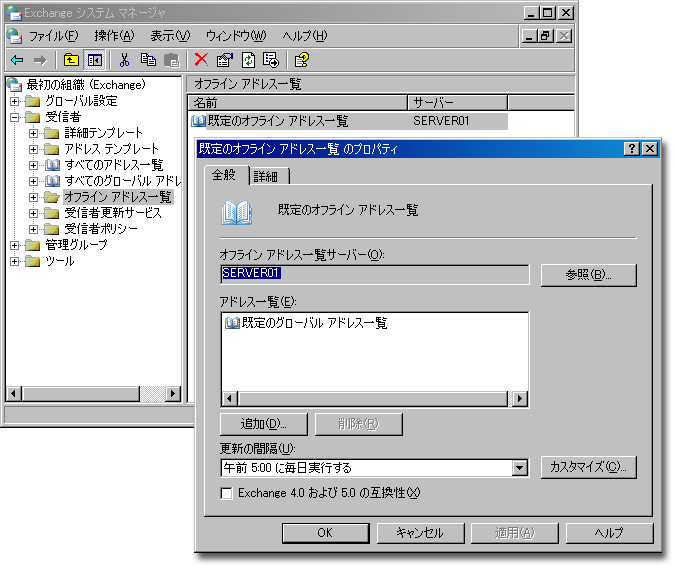 Exchange システム マネージャ
ファイル(F) 操作(A) 表示(V) ウィンドウ(W) ヘルプ(H)
最初の組織 (Exchange)
グローバル設定
受信者
詳細テンプレート
アドレス テンプレート
すべてのアドレス一覧
すべてのグローバル アドレ
オフライン アドレス一覧
受信者更新サービス
受信者ポリシー
管理グループ
ツール
オフライン アドレス一覧
名前 サーバー
既定のオフライン アドレス一覧 SERVER01
既定のオフライン アドレス一覧 のプロパティ
全般 詳細
既定のオフライン アドレス一覧
オフライン アドレス一覧サーバー(O):
SERVER01 参照(B)...
アドレス一覧(E):
既定のグローバル アドレス一覧
追加(D)... 削除(R)
更新の間隔(U):
午前 5:00 に毎日実行する カスタマイズ(C)...
Exchange 4.0 および 5.0 の互換性(X)
OK キャンセル 適用(A) ヘルプ